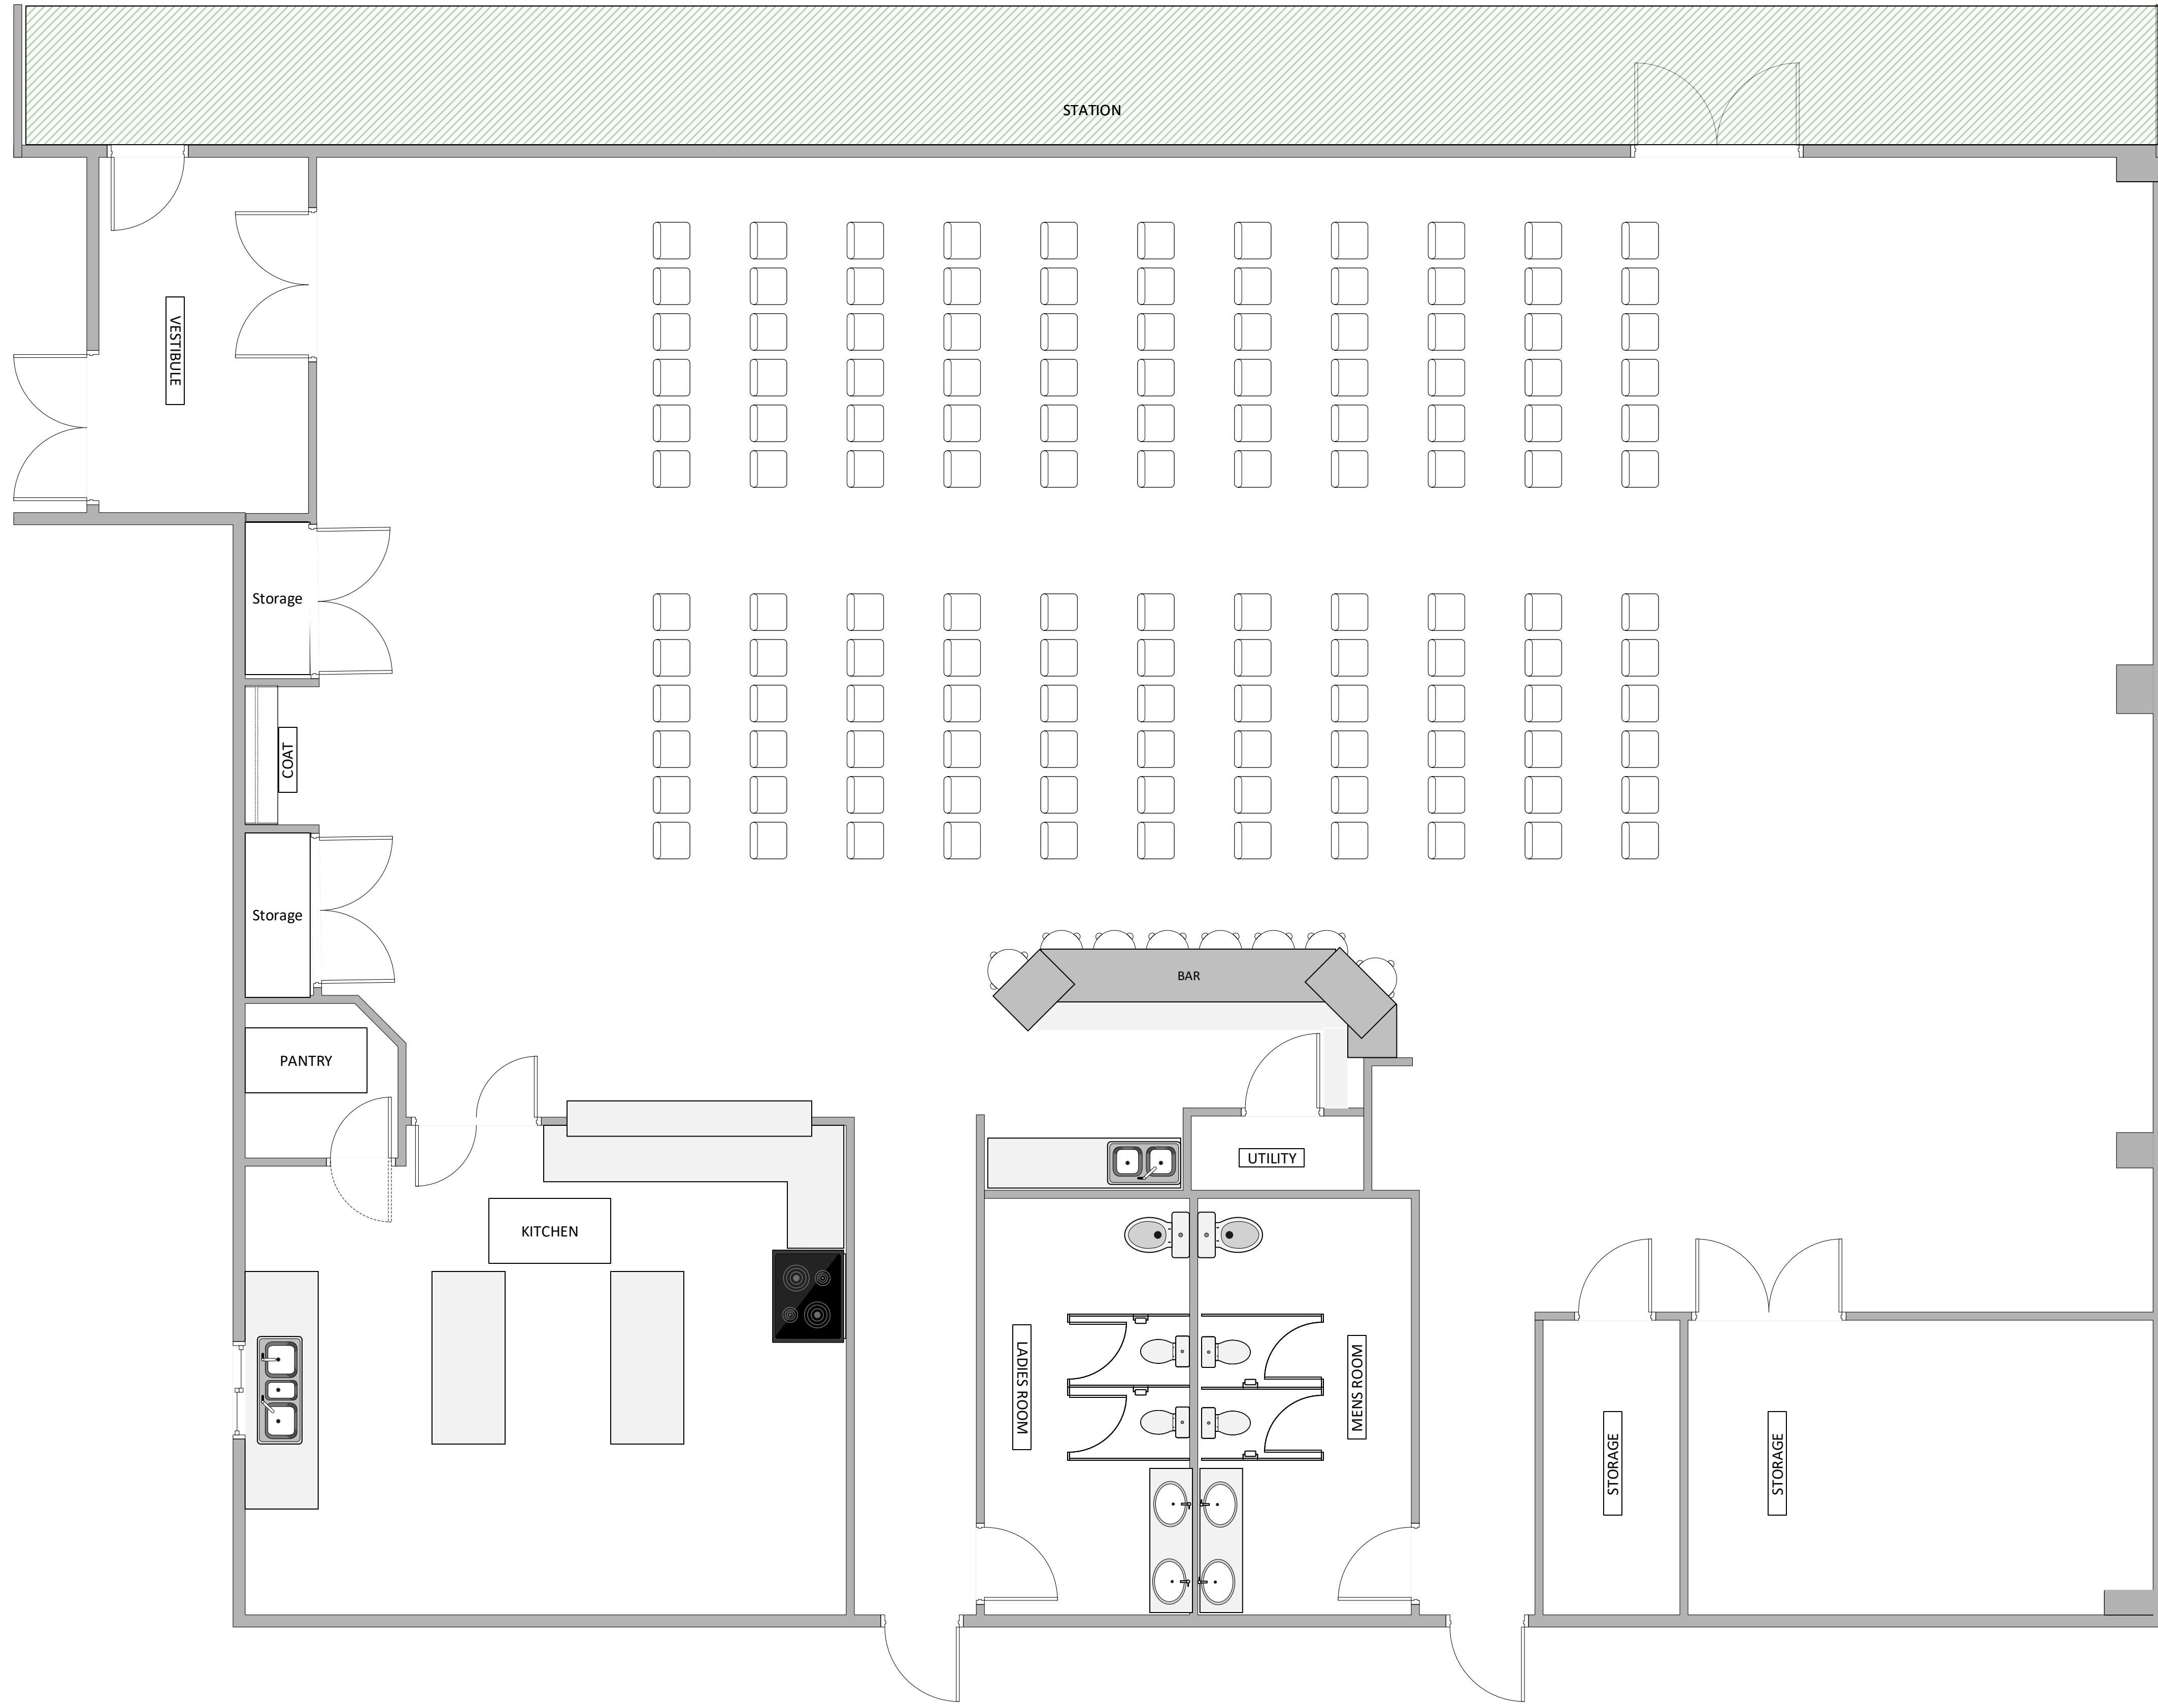 STATION
VESTIBULE
Storage
COAT
Storage
BAR
PANTRY
UTILITY
KITCHEN
LADIES ROOM
MENS ROOM
STORAGE
STORAGE